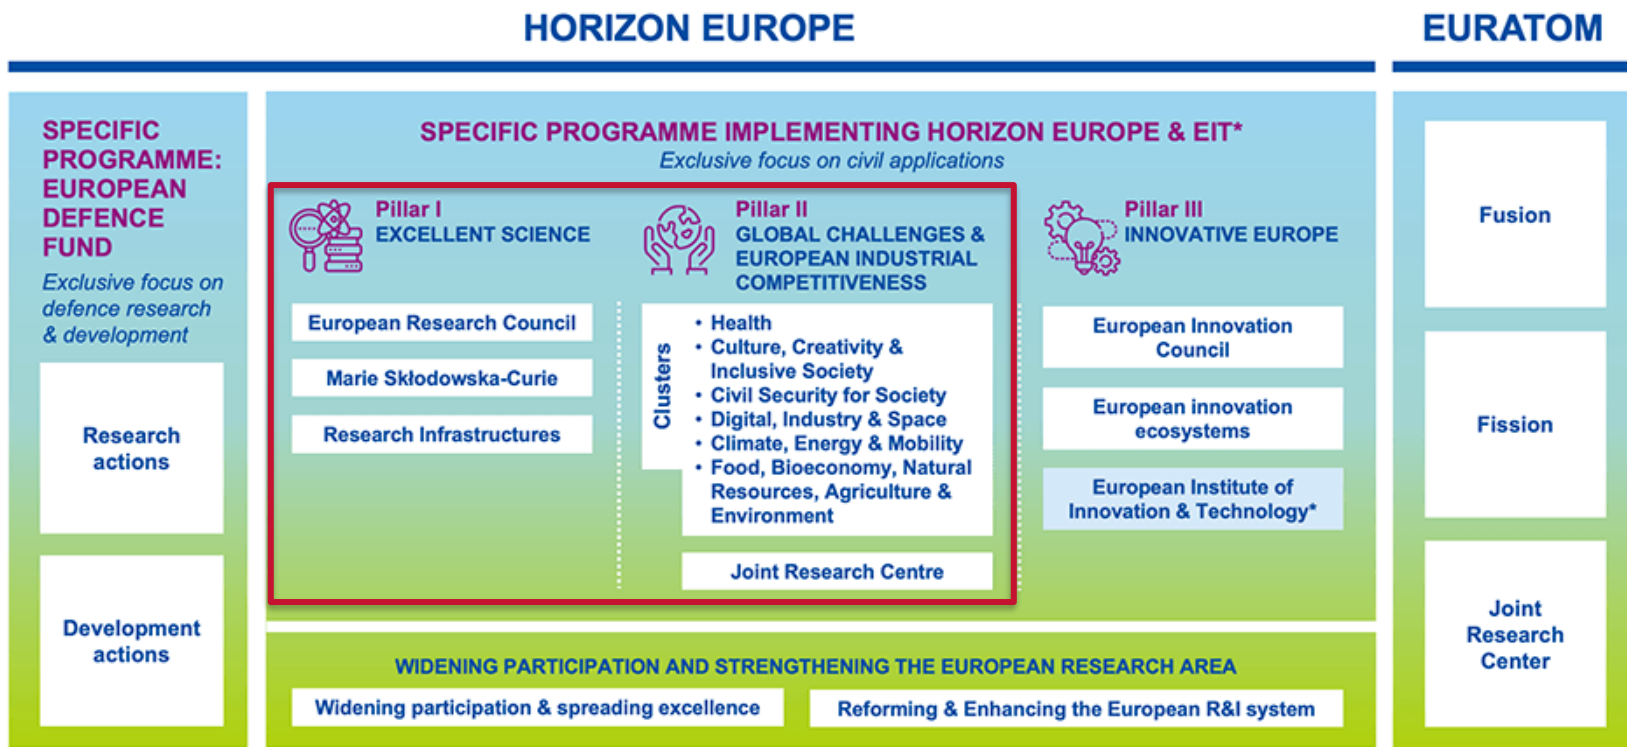 HORIZON EUROPE
EURATOM
SPECIFIC
PROGRAMME:
EUROPEAN
DEFENCE
FUND
Exclusive focus on
defence research
& development
Research
actions
Development
actions
SPECIFIC PROGRAMME IMPLEMENTING HORIZON EUROPE & EIT*
Exclusive focus on civil applications
Pillar I
EXCELLENT SCIENCE
European Research Council
Marie Skłodowska-Curie
Research Infrastructures
Pillar II
GLOBAL CHALLENGES &
EUROPEAN INDUSTRIAL
COMPETITIVENESS
Clusters
• Health
• Culture, Creativity &
Inclusive Society
• Civil Security for Society
• Digital, Industry & Space
• Climate, Energy & Mobility
• Food, Bioeconomy, Natural
Resources, Agriculture &
Environment
Joint Research Centre
Pillar III
INNOVATIVE EUROPE
European Innovation
Council
European innovation
ecosystems
European Institute of
Innovation & Technology*
WIDENING PARTICIPATION AND STRENGTHENING THE EUROPEAN RESEARCH AREA
Widening participation & spreading excellence
Reforming & Enhancing the European R&I system
Fusion
Fission
Joint
Research
Center